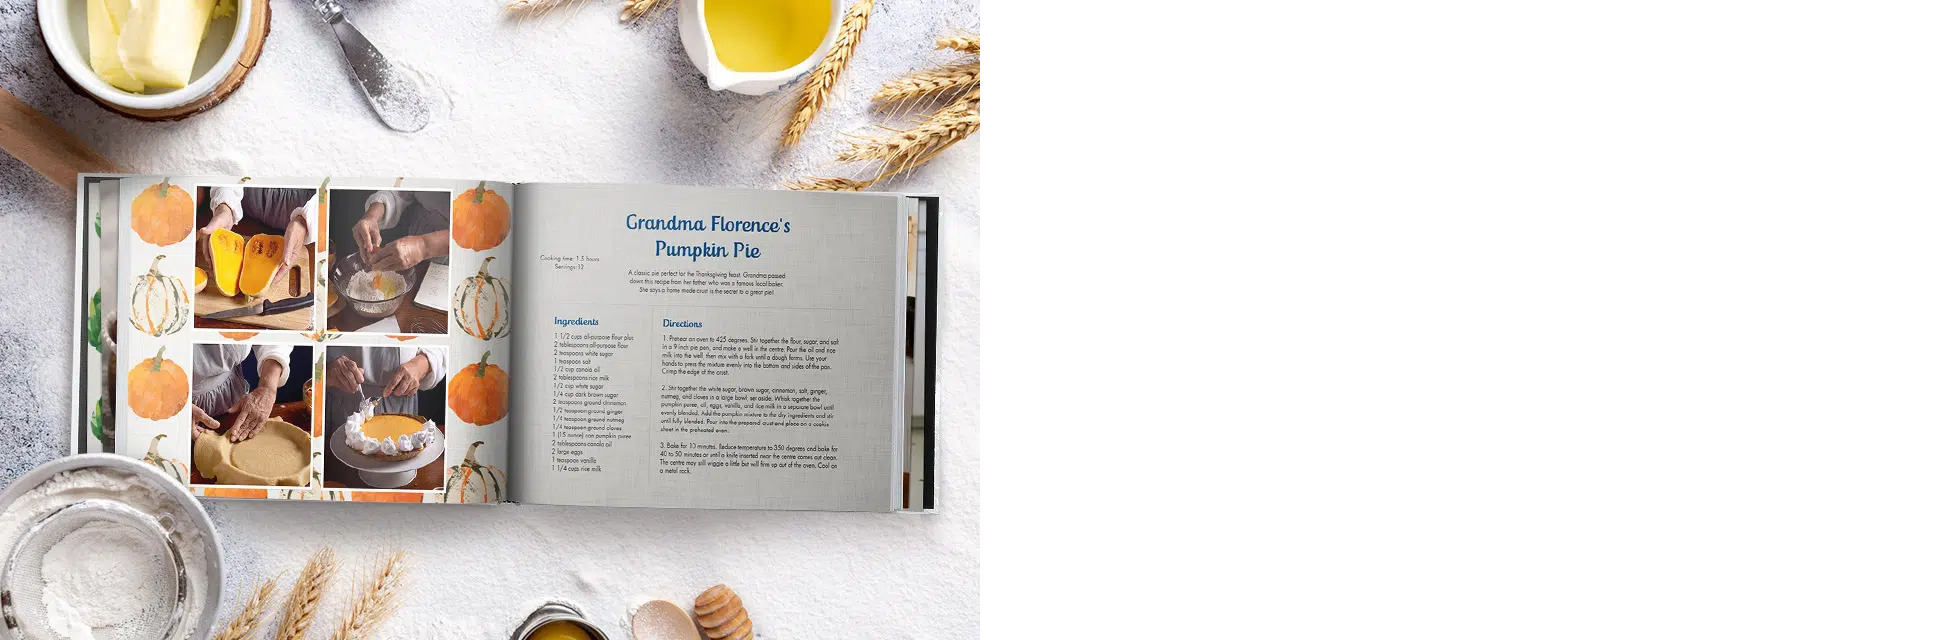 Grandma Florence's
Pumpkin Pie
Cooking time: 1.5 hours
Servings: 12
A classic pie perfect for the Thanksgiving feast. Grandma passed
down this recipe from her father who was a famous local baker.
She says a home made crust is the secret to a great pie!
Ingredients
1 1/2 cups all-purpose flour plus
2 tablespoons all-purpose flour
2 teaspoons white sugar
1 teaspoon salt
1/2 cup canola oil
2 tablespoons rice milk
1/2 cup white sugar
1/4 cup dark brown sugar
2 teaspoons ground cinnamon
1/2 teaspoon ground ginger
1/4 teaspoon ground nutmeg
1/4 teaspoon ground cloves
1 (15 ounce) can pumpkin puree
2 tablespoons canola oil
2 large eggs
1 teaspoon vanilla
1 1/4 cups rice milk
Directions
1. Preheat an oven to 425 degrees. Stir together the flour, sugar, and salt
in a 9 inch pie pan, and make a well in the centre. Pour the oil and rice
milk into the well, then mix with a fork until a dough forms. Use your
hands to press the mixture evenly into the bottom and sides of the pan.
Crimp the edge of the crust.
2. Stir together the white sugar, brown sugar, cinnamon, salt, ginger,
nutmeg, and cloves in a large bowl; set aside. Whisk together the
pumpkin puree, oil, eggs, vanilla, and rice milk in a separate bowl until
evenly blended. Add the pumpkin mixture to the dry ingredients and stir
until fully blended. Pour into the prepared crust and place on a cookie
sheet in the preheated oven.
3. Bake for 10 minutes. Reduce temperature to 350 degrees and bake for
40 to 50 minutes or until a knife inserted near the centre comes out clean.
The centre may still wiggle a little but will firm up out of the oven. Cool on
a metal rack.